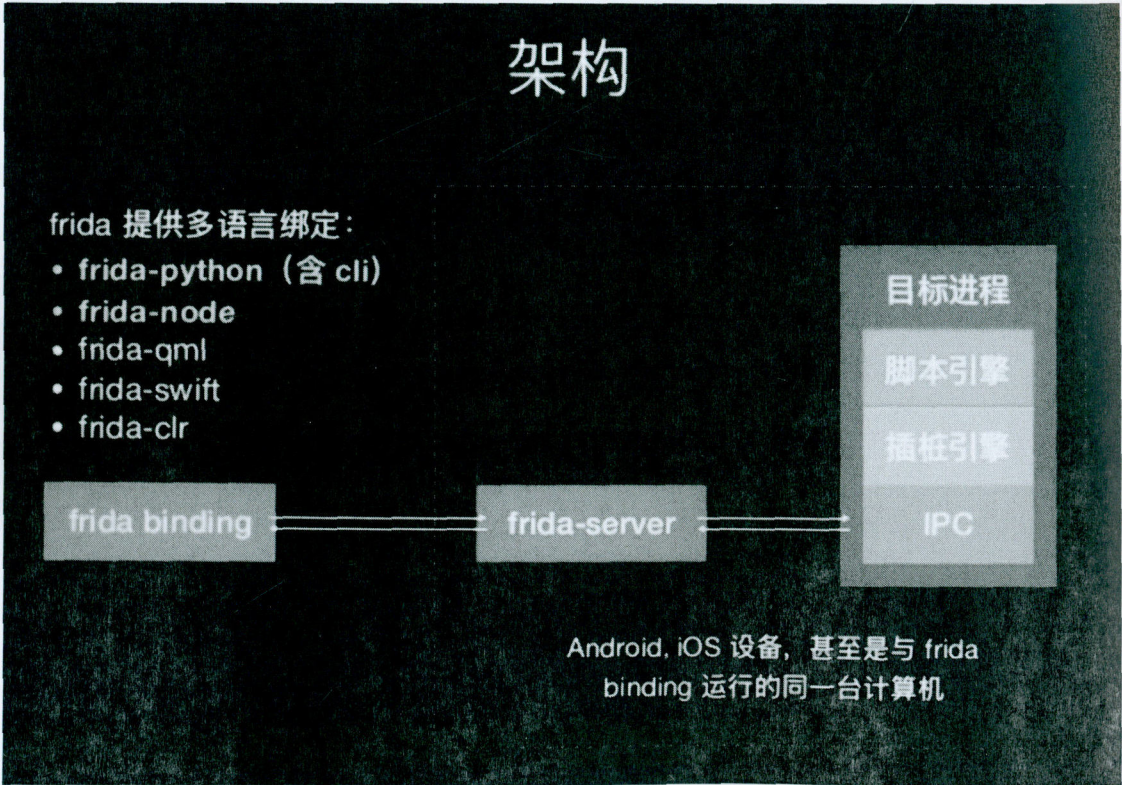 架构
frida 提供多语言绑定：
• frida-python（含 cli）
• frida-node
• frida-qml
• frida-swift
• frida-clr
frida binding
frida-server
目标进程
脚本引擎
插桩引擎
IPC
Android, iOS 设备，甚至是与 frida
binding 运行的同一台计算机